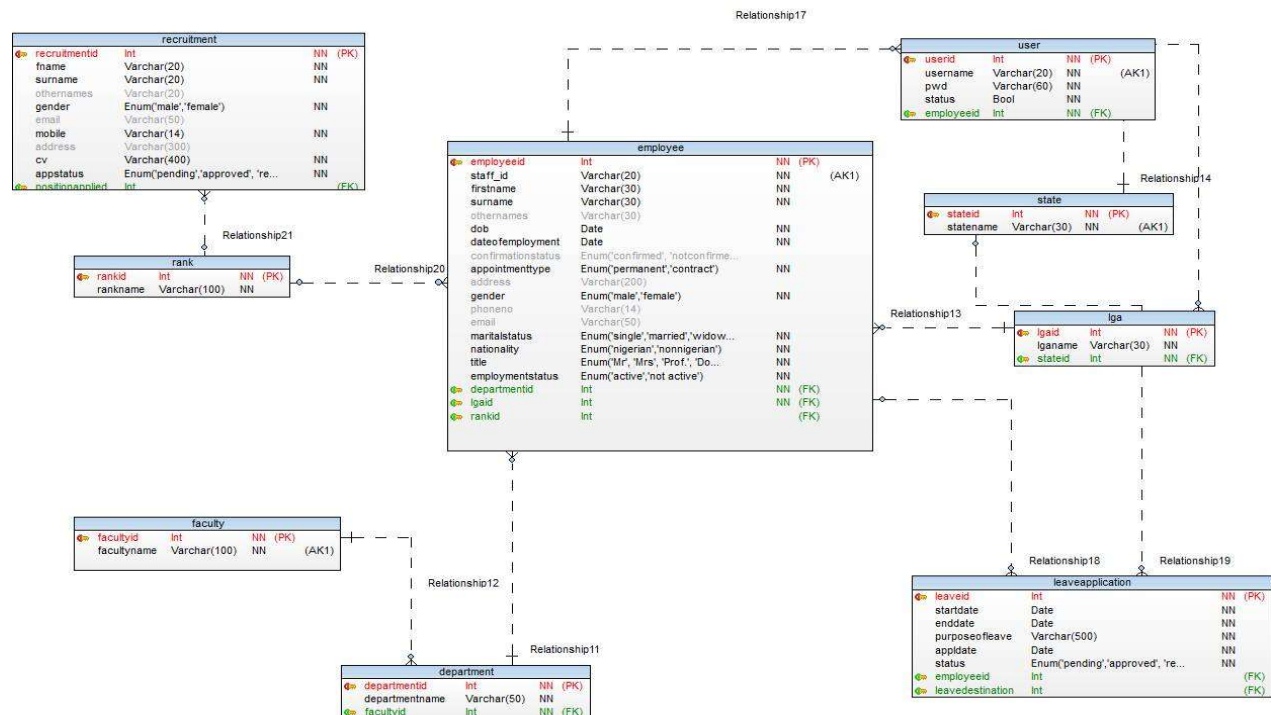 Relationship17
recruitment
recruitmentid Int NN (PK)
fname Varchar(20) NN
surname Varchar(20) NN
othernames Varchar(20)
gender Enum('male','female') NN
email Varchar(50)
mobile Varchar(14) NN
address Varchar(300)
cv Varchar(400) NN
appstatus Enum('pending','approved', 're... NN
positionapplied Int (FK)
user
userid Int NN (PK)
username Varchar(20) NN (AK1)
pwd Varchar(60) NN
status Bool NN
employeeid Int NN (FK)
employee
employeeid Int NN (PK)
staff_id Varchar(20) NN (AK1)
firstname Varchar(30) NN
surname Varchar(30) NN
othernames Varchar(30)
dob Date NN
dateofemployment Date NN
confirmationstatus Enum('confirmed', 'notconfirme...
appointmenttype Enum('permanent','contract') NN
address Varchar(200)
gender Enum('male','female') NN
phoneno Varchar(14)
email Varchar(50)
maritalstatus Enum('single','married','widow... NN
nationality Enum('nigerian','nonnigerian') NN
title Enum('Mr', 'Mrs', 'Prof.', 'Do... NN
employmentstatus Enum('active','not active') NN
departmentid Int NN (FK)
lgaid Int NN (FK)
rankid Int (FK)
Relationship14
state
stateid Int NN (PK)
statename Varchar(30) NN (AK1)
Relationship21
rank
rankid Int NN (PK)
rankname Varchar(100) NN
Relationship20
Relationship13
lga
lgaid Int NN (PK)
lganame Varchar(30) NN
stateid Int NN (FK)
faculty
facultyid Int NN (PK)
facultyname Varchar(100) NN (AK1)
Relationship12
Relationship18
Relationship19
leaveapplication
leaveid Int NN (PK)
startdate Date NN
enddate Date NN
purposeofleave Varchar(500) NN
appldate Date NN
status Enum('pending','approved', 're... NN
employeeid Int (FK)
leavedestination Int (FK)
Relationship11
department
departmentid Int NN (PK)
departmentname Varchar(50) NN
facultyid Int NN (FK)